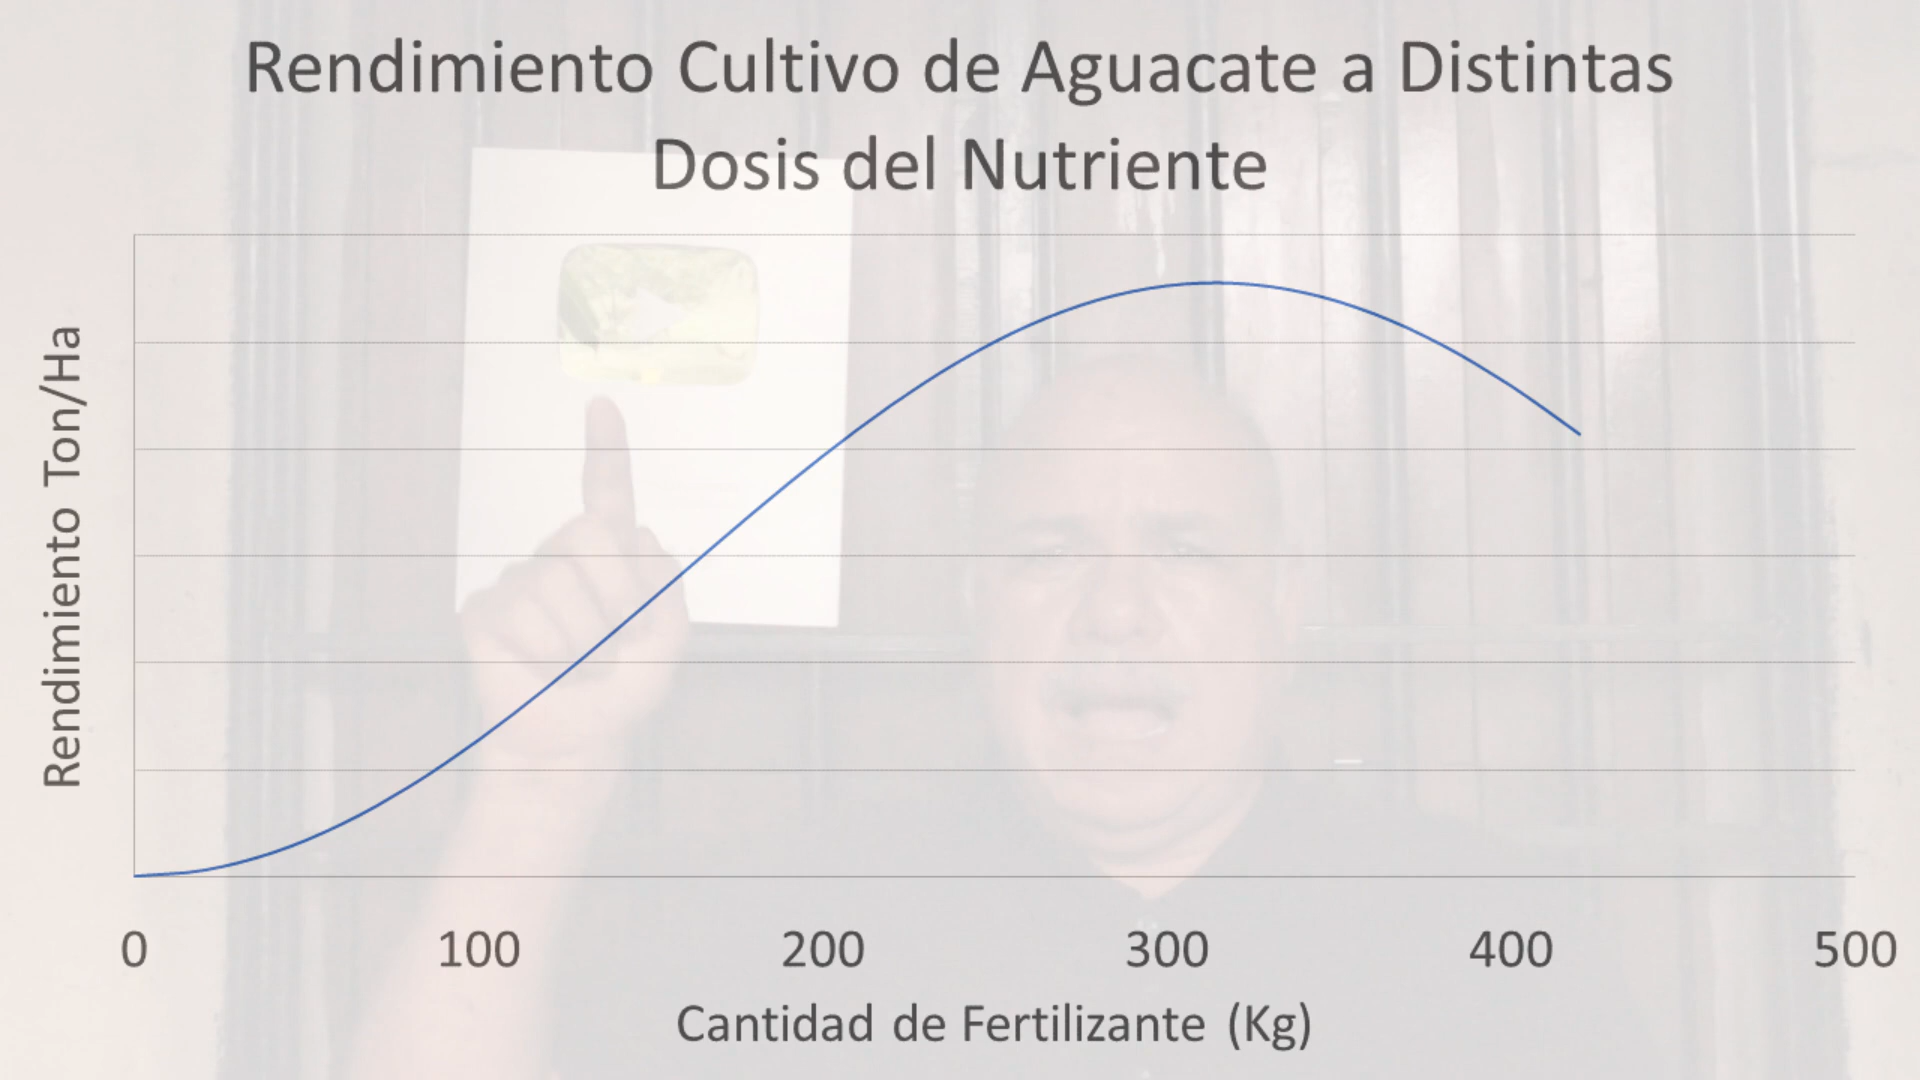 Rendimiento Cultivo de Aguacate a Distintas
Dosis del Nutriente
Rendimiento Ton/Ha
0 100 200 300 400 500
Cantidad de Fertilizante (Kg)